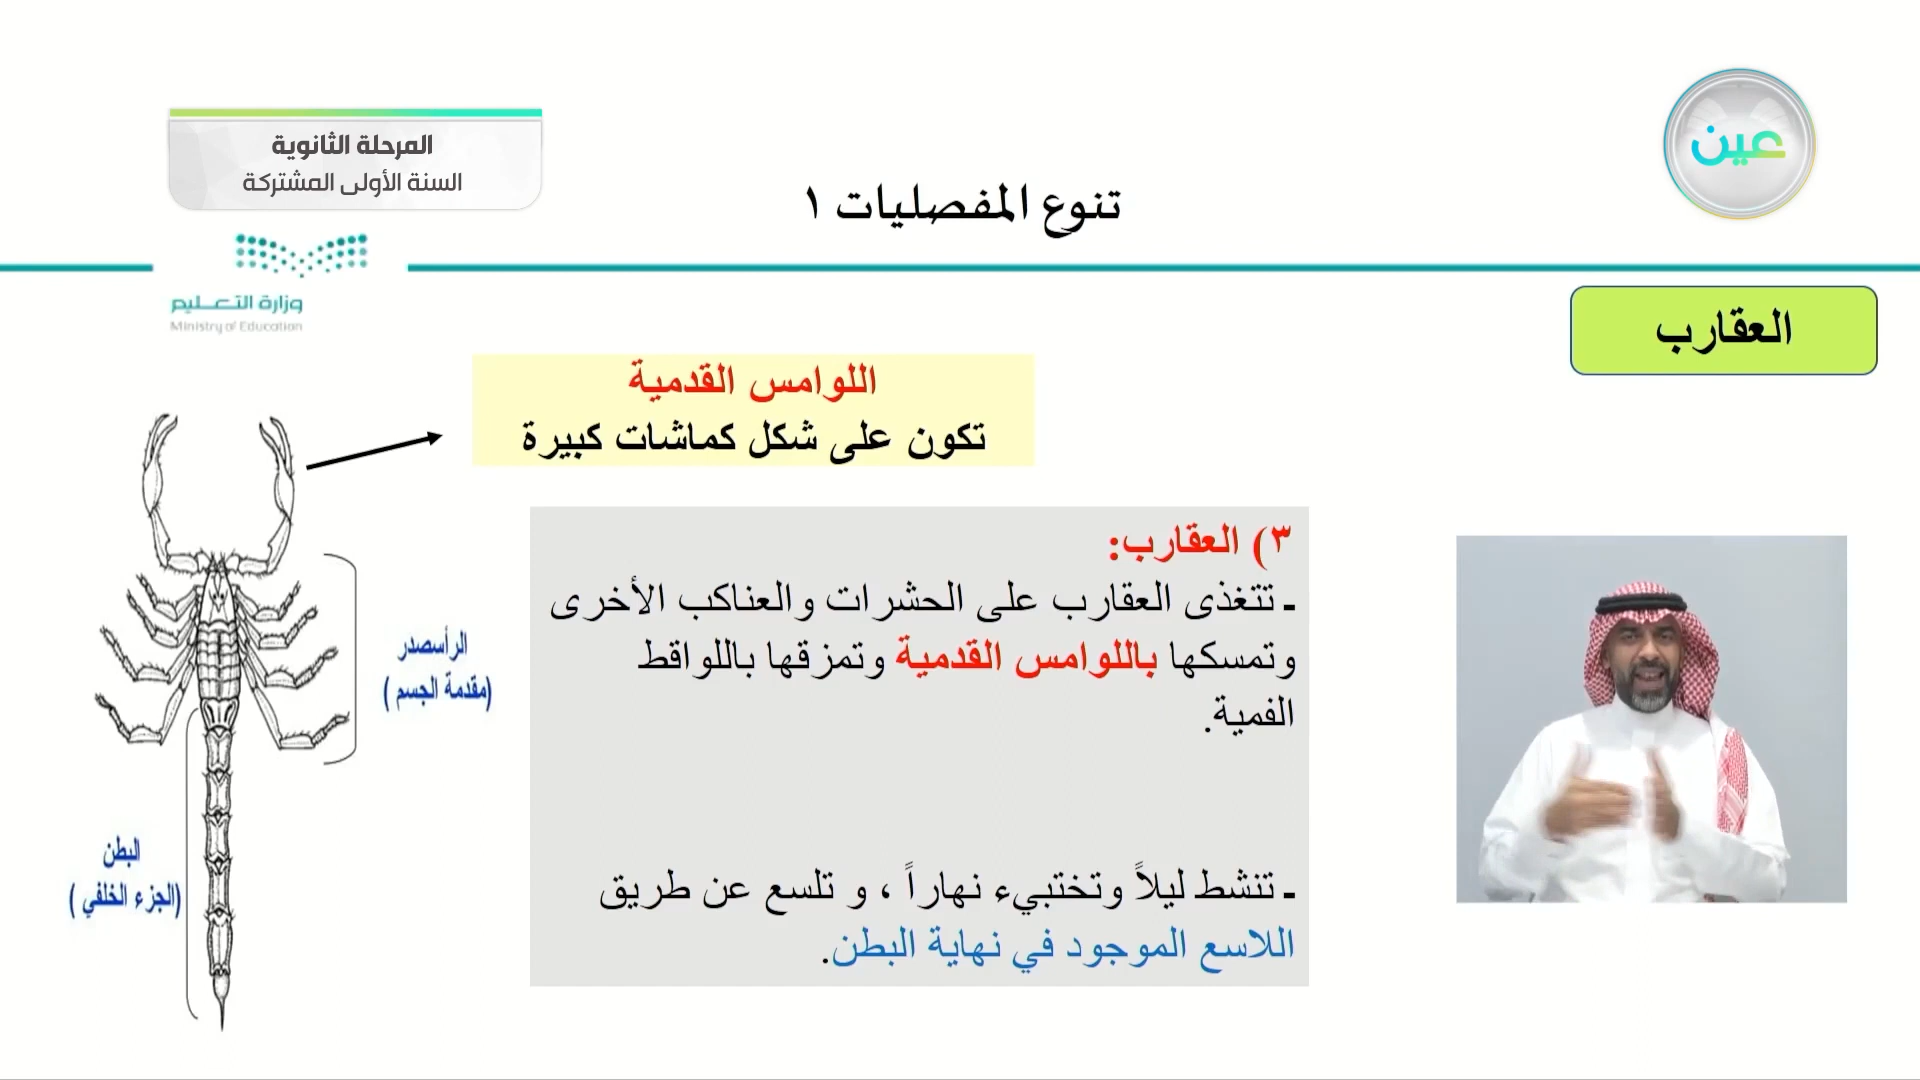 المرحلة الثانوية
السنة الأولى المشتركة
عين
تنوع المفصليات ١
وزارة التعليم
Ministry of Education
العقارب
اللوامس القدمية
تكون على شكل كماشات كبيرة
٣) العقارب:
- تتغذى العقارب على الحشرات والعناكب الأخرى
وتمسكها باللوامس القدمية وتمزقها باللواقط
الفمية.
- تنشط ليلاً وتختبيء نهاراً ، و تلسع عن طريق
اللاسع الموجود في نهاية البطن.
الرأسصدر
(مقدمة الجسم )
البطن
(الجزء الخلفي )